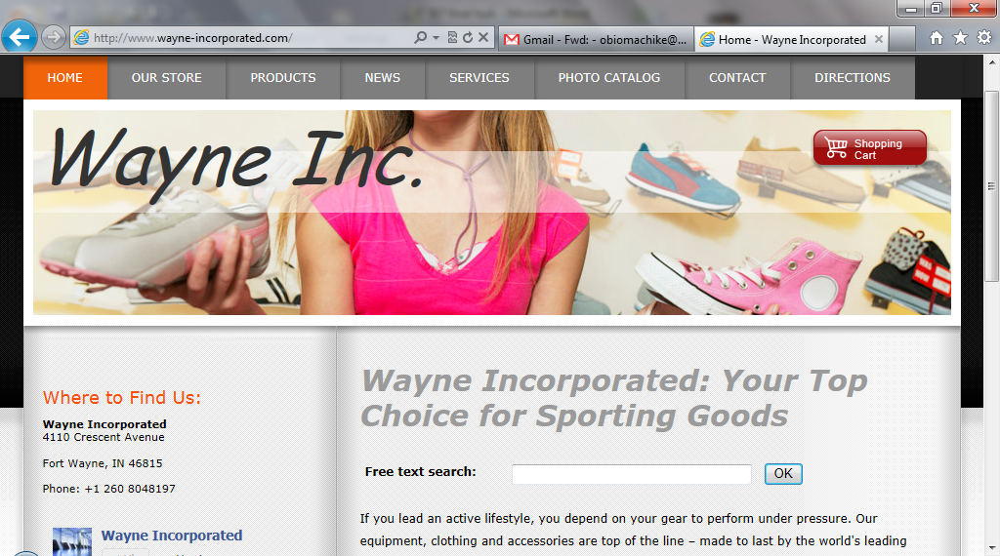 http://www.wayne-incorporated.com/
Gmail - Fwd: - obiomachike@...
Home - Wayne Incorporated
HOME
OUR STORE
PRODUCTS
NEWS
SERVICES
PHOTO CATALOG
CONTACT
DIRECTIONS
Wayne Inc.
Shopping
Cart
Where to Find Us:
Wayne Incorporated
4110 Crescent Avenue
Fort Wayne, IN 46815
Phone: +1 260 8048197
Wayne Incorporated
Wayne Incorporated: Your Top
Choice for Sporting Goods
Free text search:
OK
If you lead an active lifestyle, you depend on your gear to perform under pressure. Our
equipment, clothing and accessories are top of the line – made to last by the world's leading